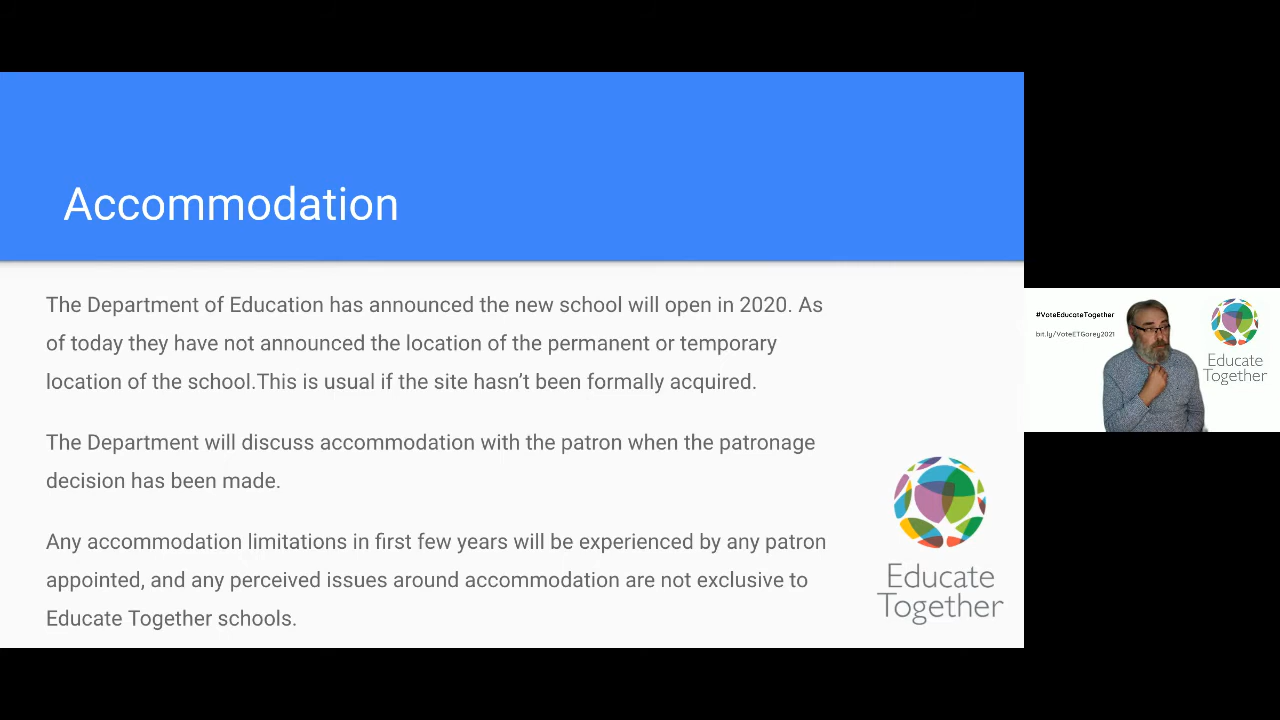 Accommodation
The Department of Education has announced the new school will open in 2020. As
of today they have not announced the location of the permanent or temporary
location of the school.This is usual if the site hasn’t been formally acquired.
The Department will discuss accommodation with the patron when the patronage
decision has been made.
Any accommodation limitations in first few years will be experienced by any patron
appointed, and any perceived issues around accommodation are not exclusive to
Educate Together schools.
Educate
Together
#VoteEducateTogether
bit.ly/VoteETGorey2021
Educate
Together